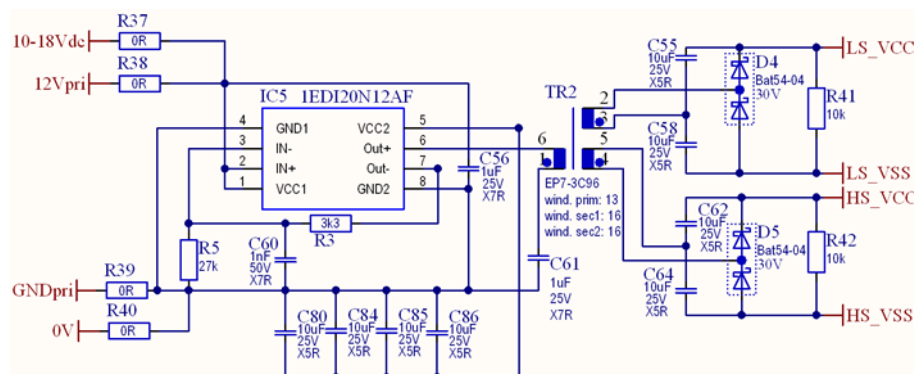 R37
10-18Vdc
0R
R38
12Vpri
0R
IC5 1EDI20N12AF
4 GND1 VCC2 5
3 IN- Out+ 6
2 IN+ Out- 7
1 VCC1 GND2 8
C56
1uF
25V
X7R
R5
27k
C60
1nF
50V
X7R
3k3
R3
R39
GNDpri
0R
R40
0V
0R
C80
10uF
25V
X5R
C84
10uF
25V
X5R
C85
10uF
25V
X5R
C86
10uF
25V
X5R
C61
1uF
25V
X7R
TR2
6
1
2
3
5
4
EP7-3C96
wind. prim: 13
wind. sec1: 16
wind. sec2: 16
C55
10uF
25V
X5R
C58
10uF
25V
X5R
D4
Bat54-04
30V
R41
10k
LS_VCC
LS_VSS
HS_VCC
C62
10uF
25V
X5R
C64
10uF
25V
X5R
D5
Bat54-04
30V
R42
10k
HS_VSS